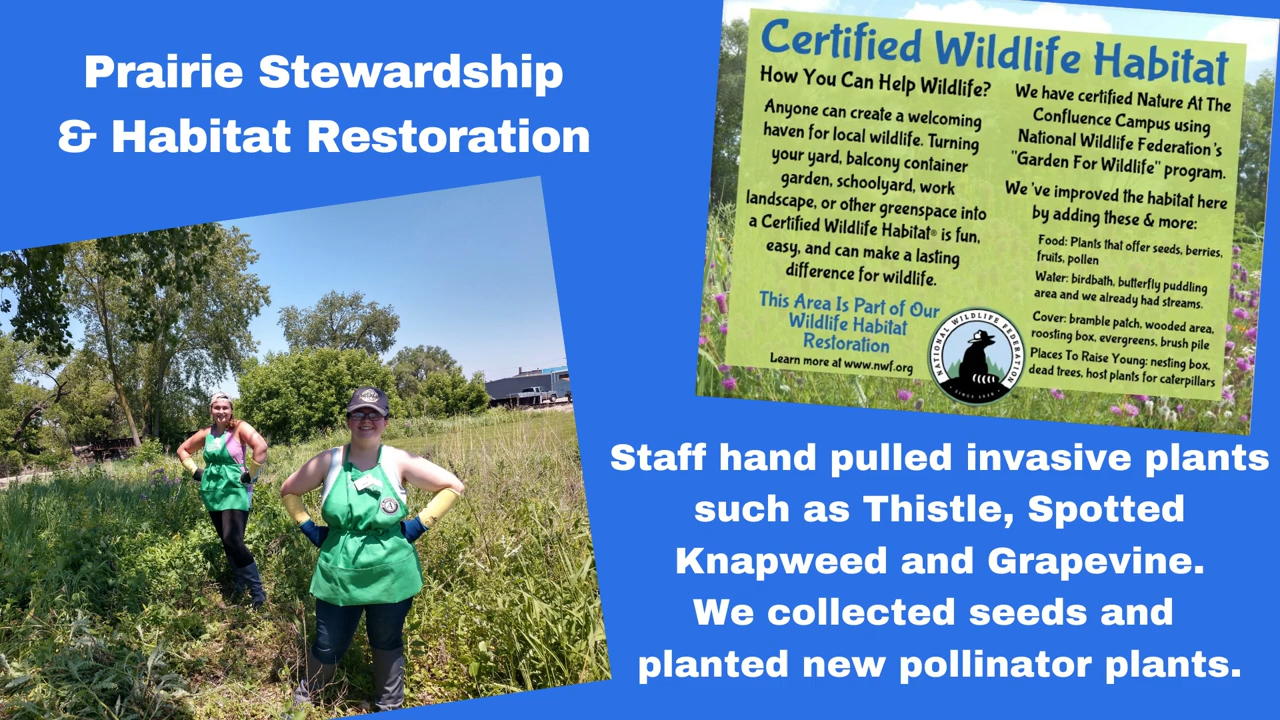 Prairie Stewardship
& Habitat Restoration
Certified Wildlife Habitat
How You Can Help Wildlife?
Anyone can create a welcoming
haven for local wildlife. Turning
your yard, balcony container
garden, schoolyard, work
landscape, or other greenspace into
a Certified Wildlife Habitat® is fun,
easy, and can make a lasting
difference for wildlife.
This Area Is Part of Our
Wildlife Habitat
Restoration
Learn more at www.nwf.org
We have certified Nature At The
Confluence Campus using
National Wildlife Federation's
"Garden For Wildlife" program.
We've improved the habitat here
by adding these & more:
Food: Plants that offer seeds, berries,
fruits, pollen
Water: birdbath, butterfly puddling
area and we already had streams.
Cover: bramble patch, wooded area,
roosting box, evergreens, brush pile
Places To Raise Young: nesting box,
dead trees, host plants for caterpillars
NATIONAL WILDLIFE FEDERATION
• SINCE 1936 •
Staff hand pulled invasive plants
such as Thistle, Spotted
Knapweed and Grapevine.
We collected seeds and
planted new pollinator plants.